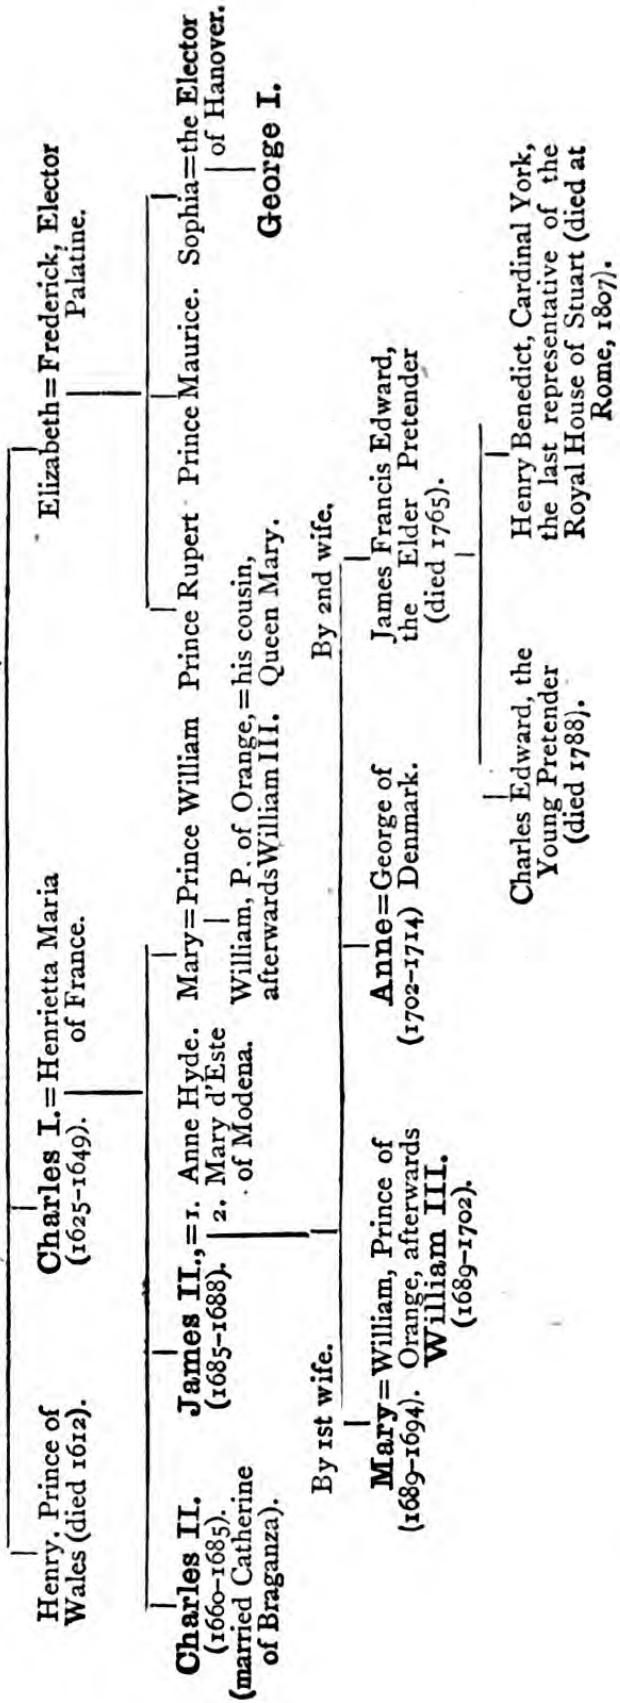 Henry, Prince of
Wales (died 1612).
Charles I. = Henrietta Maria
(1625–1649). of France.
Elizabeth = Frederick, Elector
Palatine.
Charles II.
(1660–1685).
(married Catherine
of Braganza).
James II., = 1. Anne Hyde.
(1685–1688). 2. Mary d'Este
of Modena.
Mary = Prince William
William, P. of Orange, = his cousin,
afterwards William III. Queen Mary.
Prince Rupert
Prince Maurice.
Sophia = the Elector
of Hanover.
George I.
By 1st wife.
By 2nd wife.
Mary = William, Prince of
(1689–1694). Orange, afterwards
William III.
(1689–1702).
Anne = George of
(1702–1714) Denmark.
James Francis Edward,
the Elder Pretender
(died 1765).
Charles Edward, the
Young Pretender
(died 1788).
Henry Benedict, Cardinal York,
the last representative of the
Royal House of Stuart (died at
Rome, 1807).